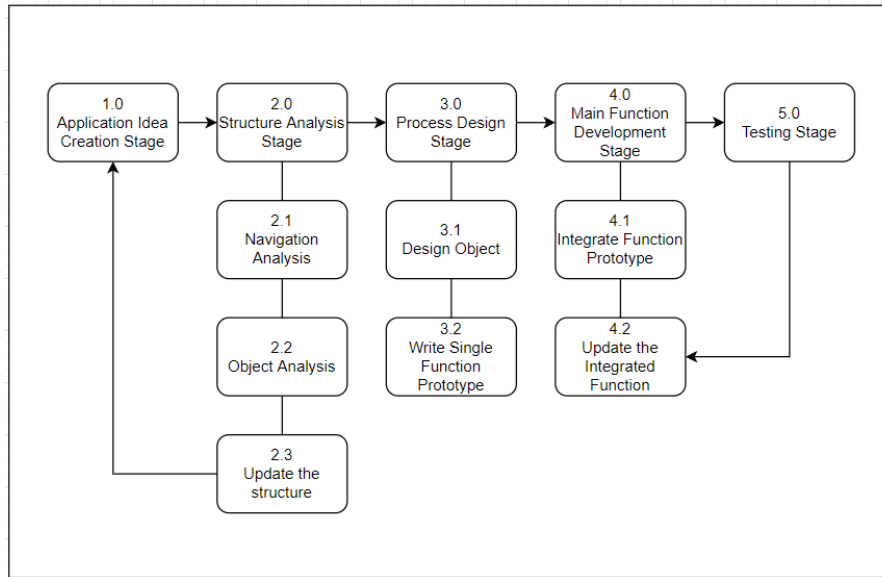 1.0
Application Idea
Creation Stage
2.0
Structure Analysis
Stage
3.0
Process Design
Stage
4.0
Main Function
Development
Stage
5.0
Testing Stage
2.1
Navigation
Analysis
3.1
Design Object
4.1
Integrate Function
Prototype
2.2
Object Analysis
3.2
Write Single
Function
Prototype
4.2
Update the
Integrated
Function
2.3
Update the
structure